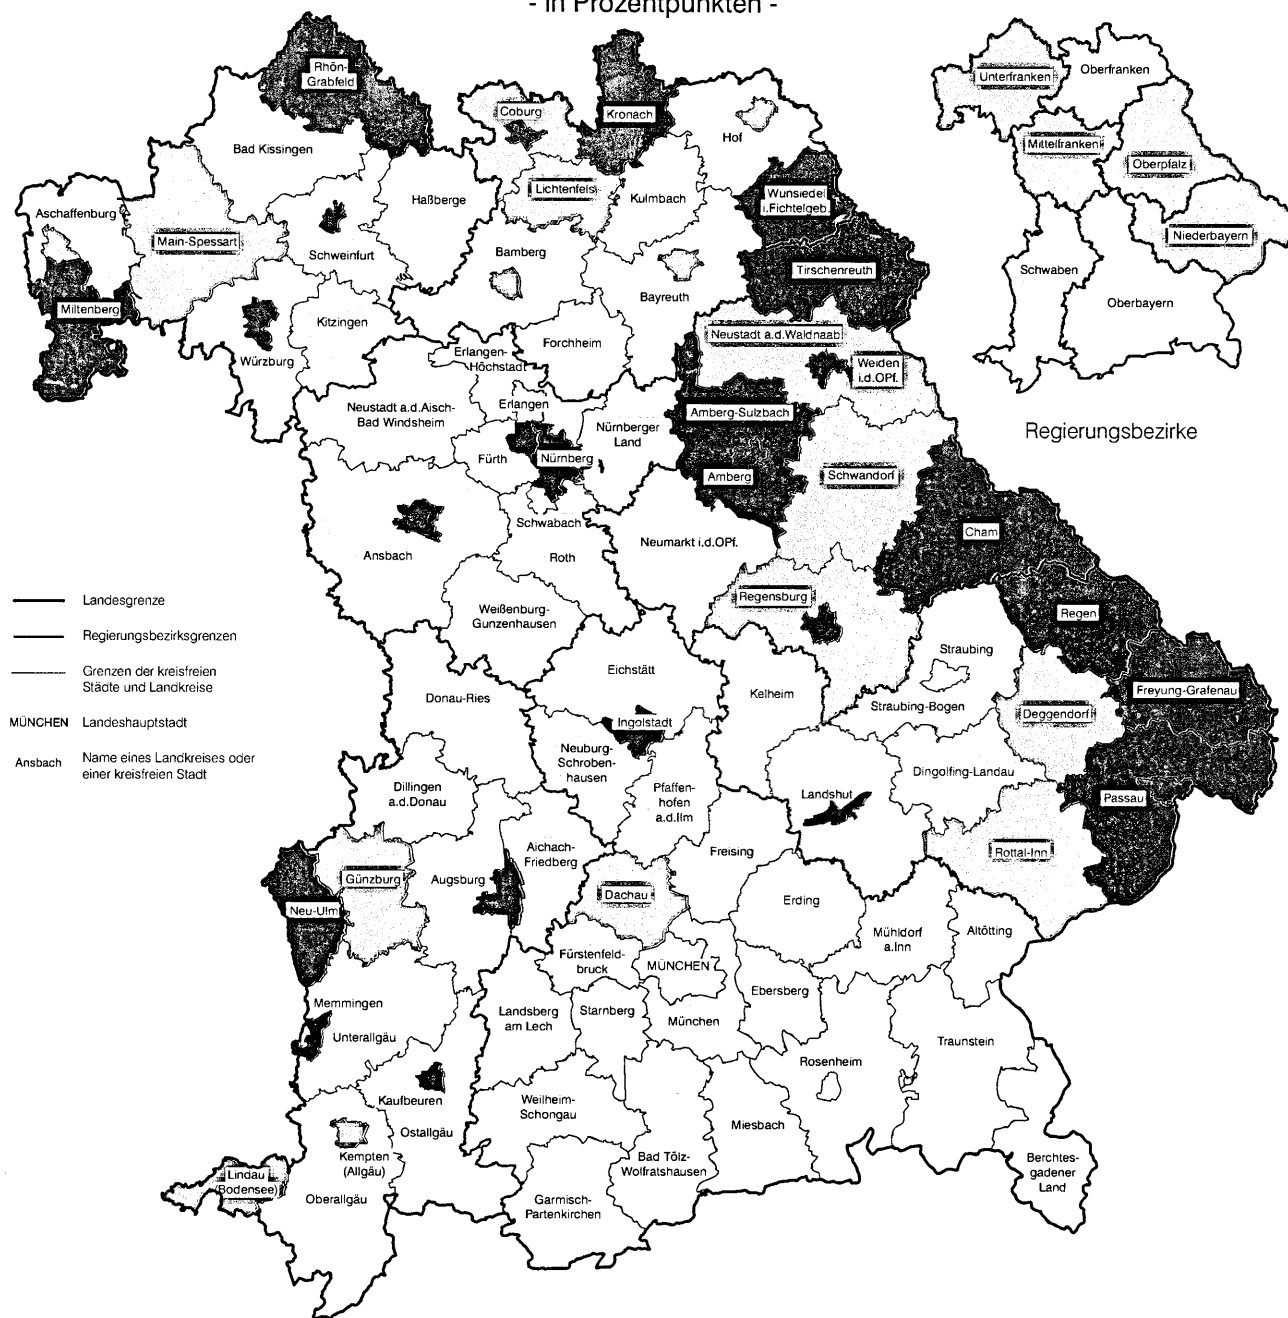 - in Prozentpunkten -
Rhön-
Grabfeld
Bad Kissingen
Coburg
Kronach
Hof
Lichtenfels
Kulmbach
Haßberge
Wunsiedel
i.Fichtelgeb.
Aschaffenburg
Main-Spessart
Schweinfurt
Bamberg
Bayreuth
Tirschenreuth
Miltenberg
Würzburg
Kitzingen
Forchheim
Erlangen-
Höchstadt
Neustadt a.d.Waldnaab
Weiden
i.d.OPf.
Neustadt a.d.Aisch-
Bad Windsheim
Erlangen
Nürnberger
Land
Amberg-Sulzbach
Fürth
Nürnberg
Amberg
Schwandorf
Ansbach
Schwabach
Roth
Neumarkt i.d.OPf.
Cham
Weißenburg-
Gunzenhausen
Regensburg
Regen
Eichstätt
Kelheim
Straubing
Straubing-Bogen
Freyung-Grafenau
Deggendorf
Donau-Ries
Ingolstadt
Neuburg-
Schroben-
hausen
Dingolfing-Landau
Dillingen
a.d.Donau
Pfaffen-
hofen
a.d.Ilm
Landshut
Passau
Aichach-
Friedberg
Freising
Rottal-Inn
Günzburg
Augsburg
Dachau
Erding
Neu-Ulm
Mühldorf
a.Inn
Altötting
Fürstenfeld-
bruck
MÜNCHEN
Ebersberg
Memmingen
Unterallgäu
Landsberg
am Lech
Starnberg
München
Rosenheim
Traunstein
Kaufbeuren
Ostallgäu
Weilheim-
Schongau
Miesbach
Kempten
(Allgäu)
Bad Tölz-
Wolfratshausen
Berchtes-
gadener
Land
Lindau
(Bodensee)
Oberallgäu
Garmisch-
Partenkirchen
Unterfranken
Oberfranken
Mittelfranken
Oberpfalz
Niederbayern
Schwaben
Oberbayern
Regierungsbezirke
Landesgrenze
Regierungsbezirksgrenzen
Grenzen der kreisfreien
Städte und Landkreise
MÜNCHEN Landeshauptstadt
Ansbach Name eines Landkreises oder
einer kreisfreien Stadt